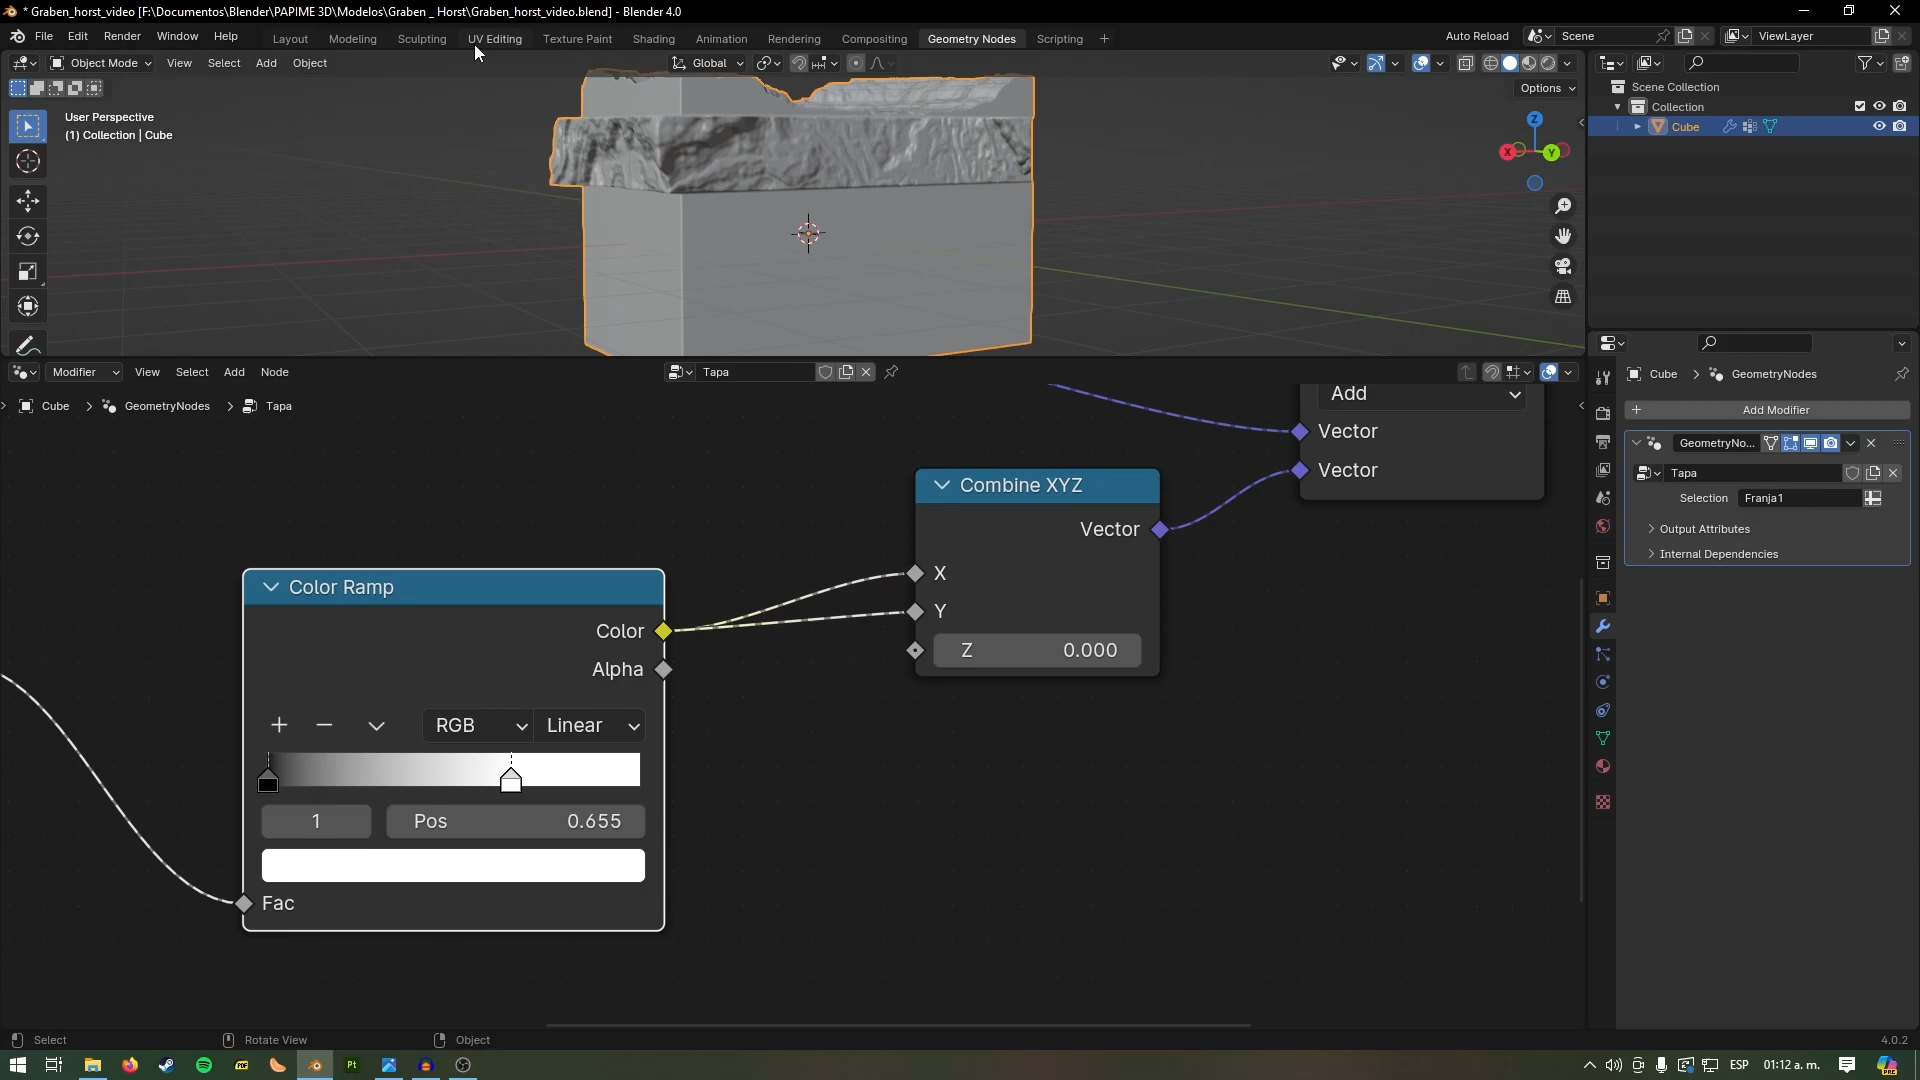 * Graben_horst_video [F:\Documentos\Blender\PAPIME 3D\Modelos\Graben _ Horst\Graben_horst_video.blend] - Blender 4.0
File Edit Render Window Help
Layout Modeling Sculpting UV Editing Texture Paint Shading Animation Rendering Compositing Geometry Nodes Scripting +
Auto Reload Scene ViewLayer
Object Mode View Select Add Object
Global
Options
User Perspective
(1) Collection | Cube
Z
X
Y
Scene Collection
Collection
Cube
Modifier View Select Add Node
Tapa
Cube > GeometryNodes > Tapa
Add
Vector
Vector
Combine XYZ
Vector
X
Y
Z 0.000
Color Ramp
Color
Alpha
RGB Linear
1 Pos 0.655
Fac
Cube > GeometryNodes
Add Modifier
GeometryNo...
Tapa
Selection Franja1
Output Attributes
Internal Dependencies
Select Rotate View Object
4.0.2
Pt
ESP 01:12 a. m.
PRE